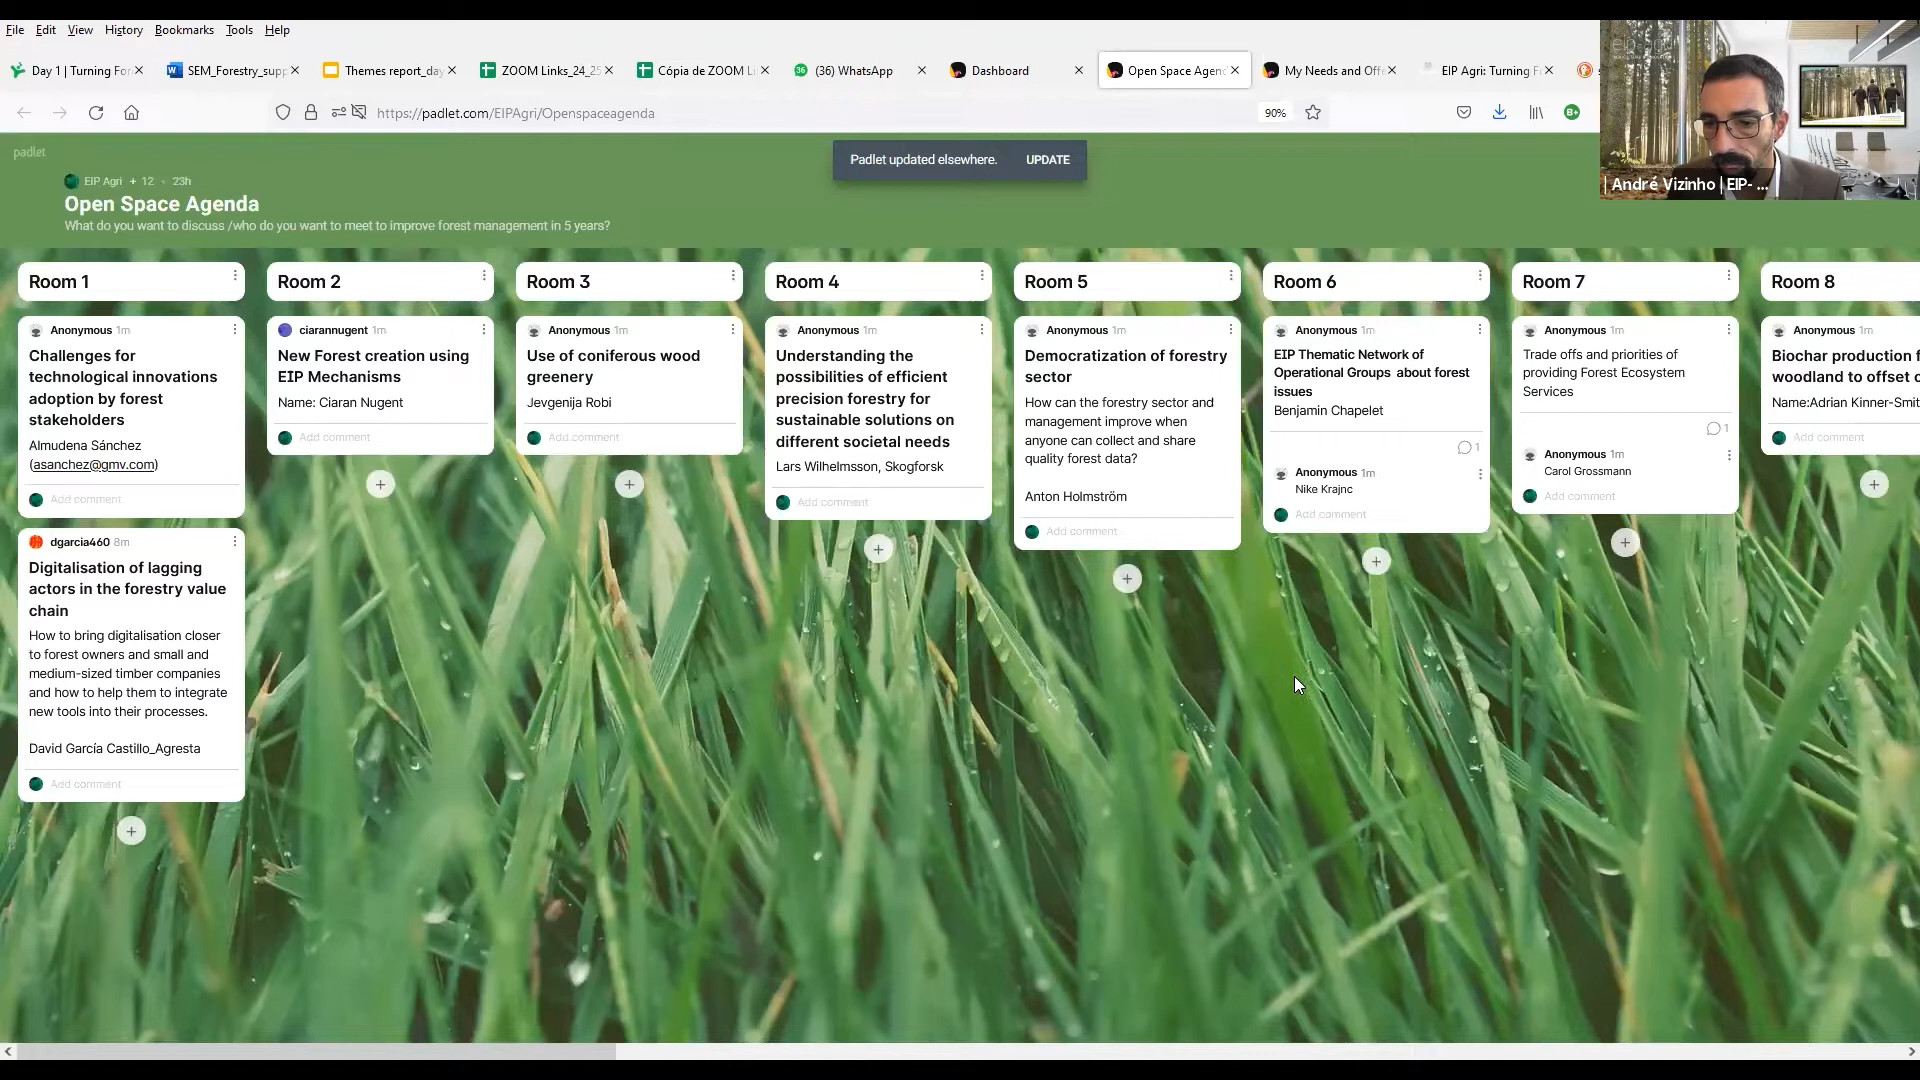 File Edit View History Bookmarks Tools Help
Day 1 | Turning For
SEM_Forestry_supp
Themes report_day
ZOOM Links_24_25
Cópia de ZOOM Li
(36) WhatsApp
Dashboard
Open Space Agend
My Needs and Offe
EIP Agri: Turning F
https://padlet.com/EIPAgri/Openspaceagenda
90%
padlet
Padlet updated elsewhere. UPDATE
EIP Agri + 12 · 23h
Open Space Agenda
What do you want to discuss /who do you want to meet to improve forest management in 5 years?
| André Vizinho | EIP- ...
Room 1
Anonymous 1m
Challenges for
technological innovations
adoption by forest
stakeholders
Almudena Sánchez
(asanchez@gmv.com)
Add comment
dgarcia460 8m
Digitalisation of lagging
actors in the forestry value
chain
How to bring digitalisation closer
to forest owners and small and
medium-sized timber companies
and how to help them to integrate
new tools into their processes.
David García Castillo_Agresta
Add comment
Room 2
ciarannugent 1m
New Forest creation using
EIP Mechanisms
Name: Ciaran Nugent
Add comment
Room 3
Anonymous 1m
Use of coniferous wood
greenery
Jevgenija Robi
Add comment
Room 4
Anonymous 1m
Understanding the
possibilities of efficient
precision forestry for
sustainable solutions on
different societal needs
Lars Wilhelmsson, Skogforsk
Add comment
Room 5
Anonymous 1m
Democratization of forestry
sector
How can the forestry sector and
management improve when
anyone can collect and share
quality forest data?
Anton Holmström
Add comment
Room 6
Anonymous 1m
EIP Thematic Network of
Operational Groups about forest
issues
Benjamin Chapelet
1
Anonymous 1m
Nike Krajnc
Add comment
Room 7
Anonymous 1m
Trade offs and priorities of
providing Forest Ecosystem
Services
1
Anonymous 1m
Carol Grossmann
Add comment
Room 8
Anonymous 1m
Biochar production f
woodland to offset
Name:Adrian Kinner-Smit
Add comment